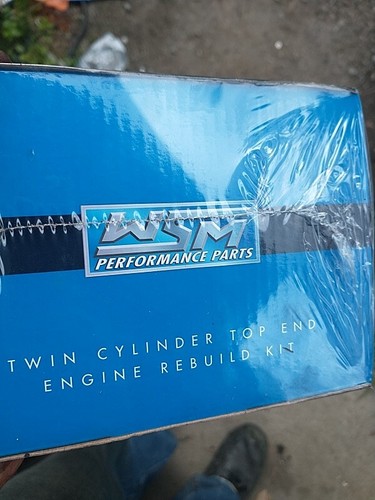 WSM
PERFORMANCE PARTS
TWIN CYLINDER TOP END
ENGINE REBUILD KIT